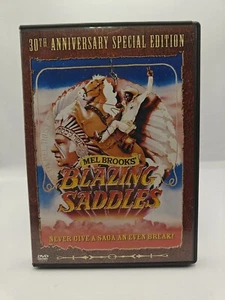 30TH ANNIVERSARY SPECIAL EDITION
MEL BROOKS'
BLAZING
SADDLES
NEVER GIVE A SAGA AN EVEN BREAK!
DVD